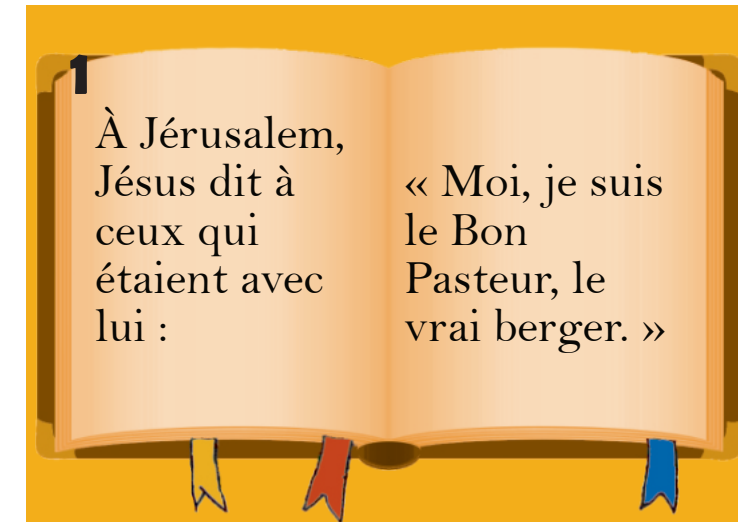 1
À Jérusalem,
Jésus dit à
ceux qui
étaient avec
lui :
« Moi, je suis
le Bon
Pasteur, le
vrai berger. »